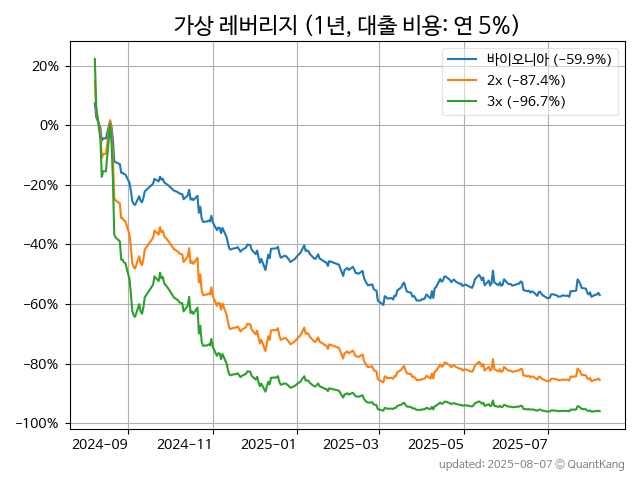 가상 레버리지 (1년, 대출 비용: 연 5%)
바이오니아 (−59.9%)
2x (−87.4%)
3x (−96.7%)
20%
0%
−20%
−40%
−60%
−80%
−100%
2024-09
2024-11
2025-01
2025-03
2025-05
2025-07
updated: 2025-08-07 © QuantKang